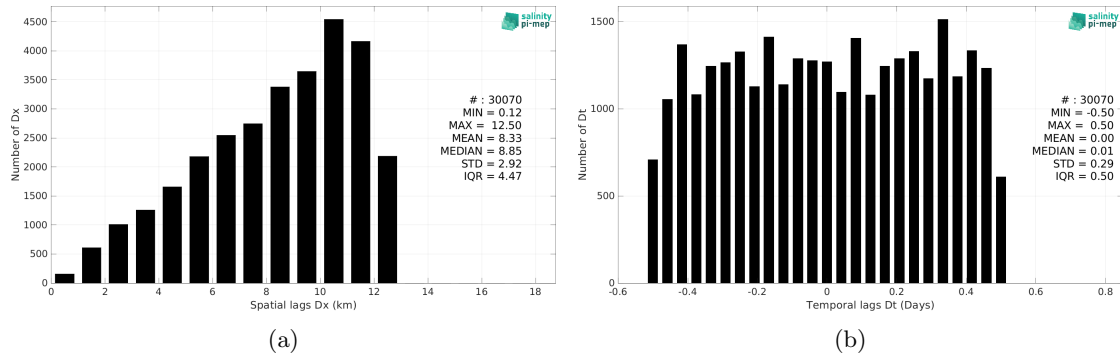 4500
4000
3500
3000
2500
2000
1500
1000
500
0
Number of Dx
0 2 4 6 8 10 12 14 16 18
Spatial lags Dx (km)
salinity
pi-mep
# : 30070
MIN = 0.12
MAX = 12.50
MEAN = 8.33
MEDIAN = 8.85
STD = 2.92
IQR = 4.47
(a)
1500
1000
500
0
Number of Dt
-0.6 -0.4 -0.2 0 0.2 0.4 0.6 0.8
Temporal lags Dt (Days)
salinity
pi-mep
# : 30070
MIN = -0.50
MAX = 0.50
MEAN = 0.00
MEDIAN = 0.01
STD = 0.29
IQR = 0.50
(b)